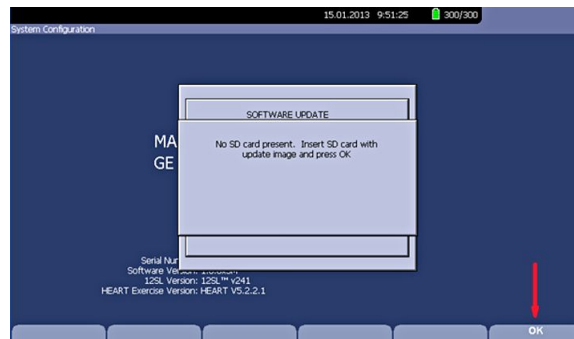 15.01.2013 9:51:25 300/300
System Configuration
SOFTWARE UPDATE
No SD card present. Insert SD card with
update image and press OK
MA
GE
Serial Nur
Software
12SL Version: 12SL™ v241
HEART Exercise Version: HEART V5.2.2.1
OK